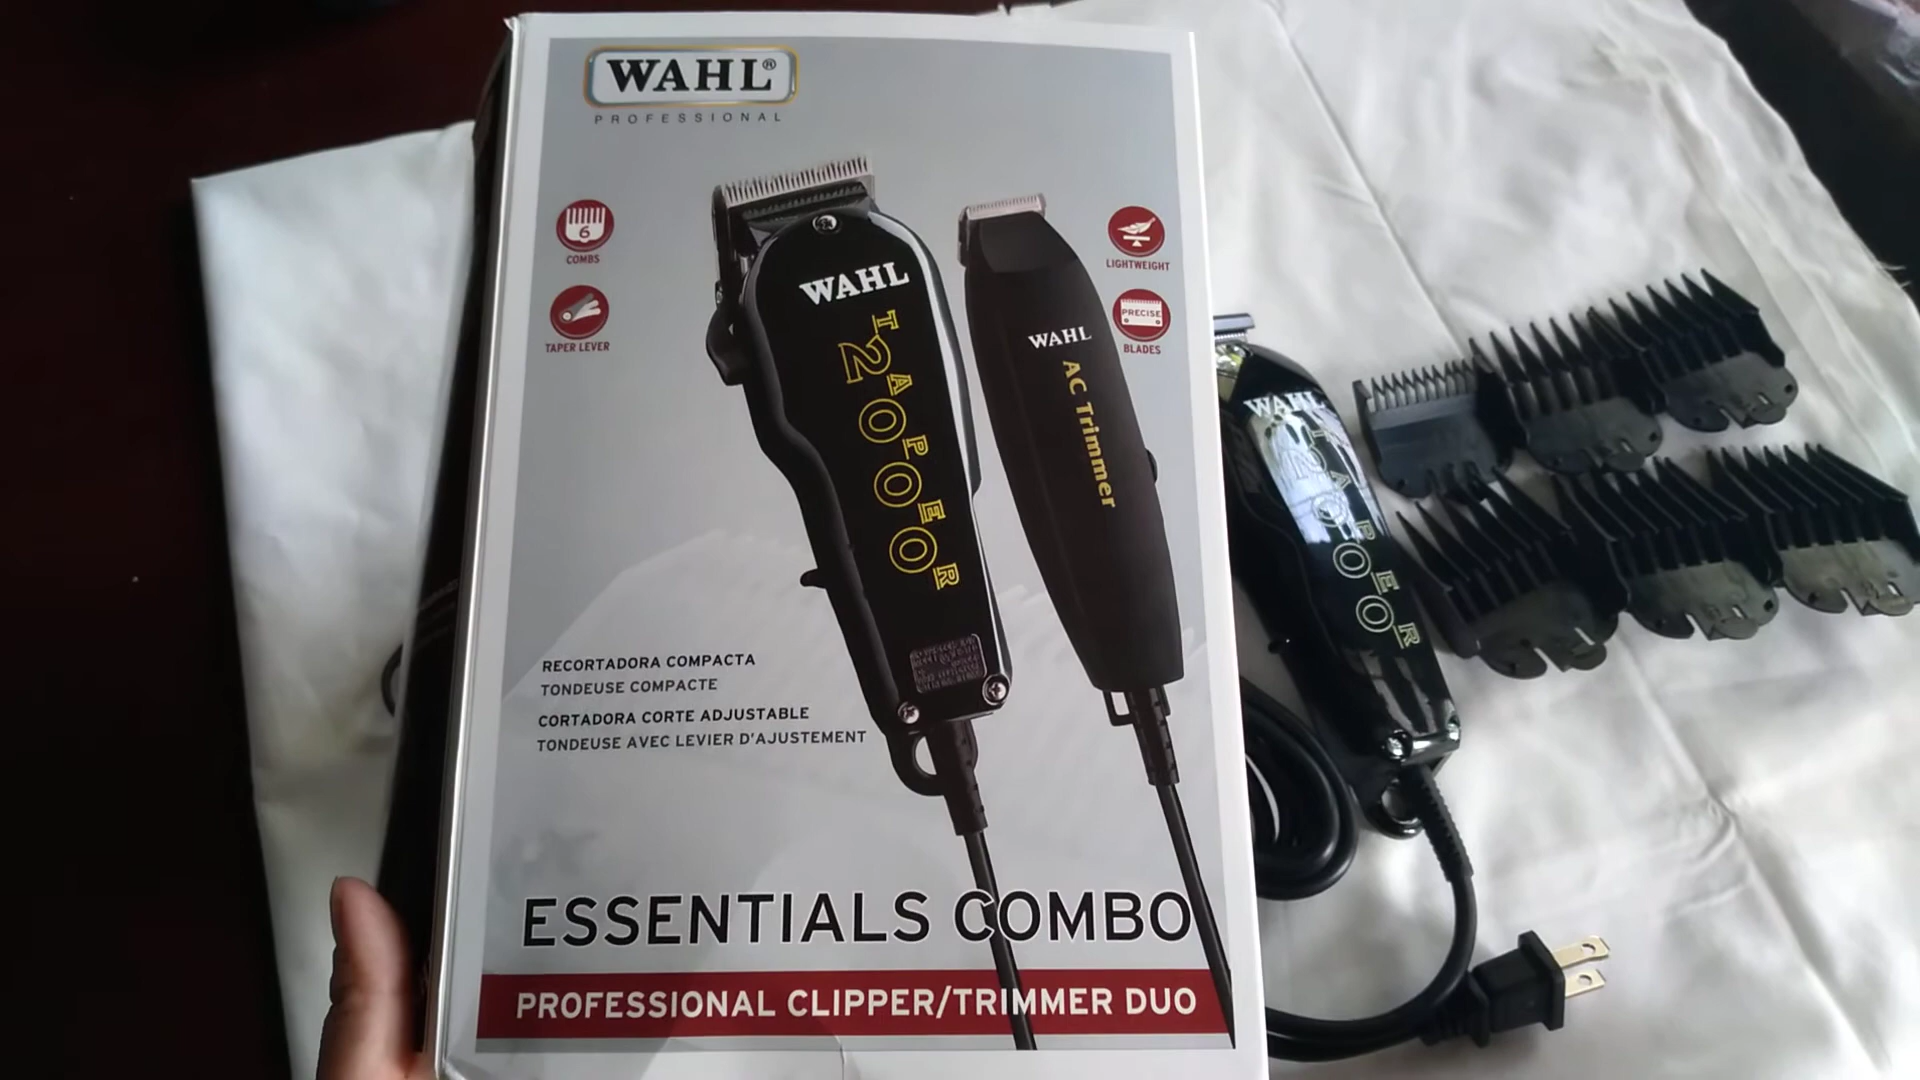 WAHL®
PROFESSIONAL
6
COMBS
TAPER LEVER
LIGHTWEIGHT
PRECISE
BLADES
WAHL
TAPER
2000
WAHL
AC Trimmer
RECORTADORA COMPACTA
TONDEUSE COMPACTE
CORTADORA CORTE ADJUSTABLE
TONDEUSE AVEC LEVIER D'AJUSTEMENT
ESSENTIALS COMBO
PROFESSIONAL CLIPPER/TRIMMER DUO
WAHL
TAPER
2000